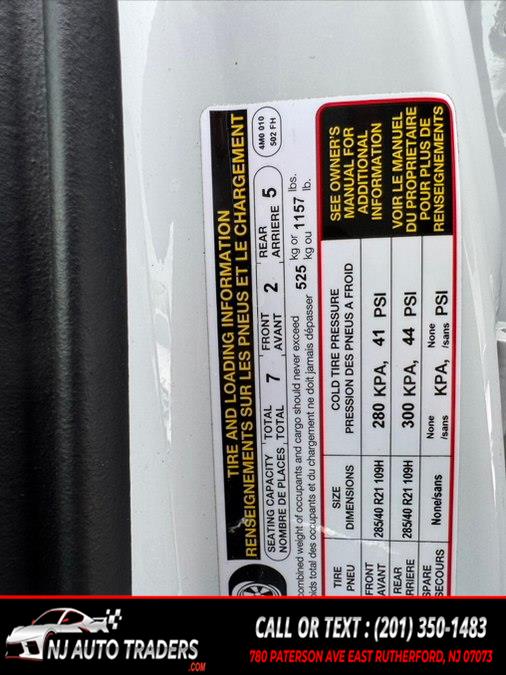 TIRE AND LOADING INFORMATION
RENSEIGNEMENTS SUR LES PNEUS ET LE CHARGEMENT
4M0 010
502 FH
SEATING CAPACITY TOTAL 7 FRONT 2 REAR 5
NOMBRE DE PLACES TOTAL AVANT ARRIERE
combined weight of occupants and cargo should never exceed 525 kg or 1157 lbs.
poids total des occupants et du chargement ne doit jamais dépasser kg ou lb.
TIRE SIZE COLD TIRE PRESSURE
PNEU DIMENSIONS PRESSION DES PNEUS A FROID
FRONT 285/40 R21 109H 280 KPA, 41 PSI
AVANT
REAR 285/40 R21 109H 300 KPA, 44 PSI
ARRIERE
SPARE None/sans None /sans KPA, None /sans PSI
SECOURS
SEE OWNER'S
MANUAL FOR
ADDITIONAL
INFORMATION
VOIR LE MANUEL
DU PROPRIETAIRE
POUR PLUS DE
RENSEIGNEMENTS
NJ AUTO TRADERS
.COM
CALL OR TEXT : (201) 350-1483
780 PATERSON AVE EAST RUTHERFORD, NJ 07073